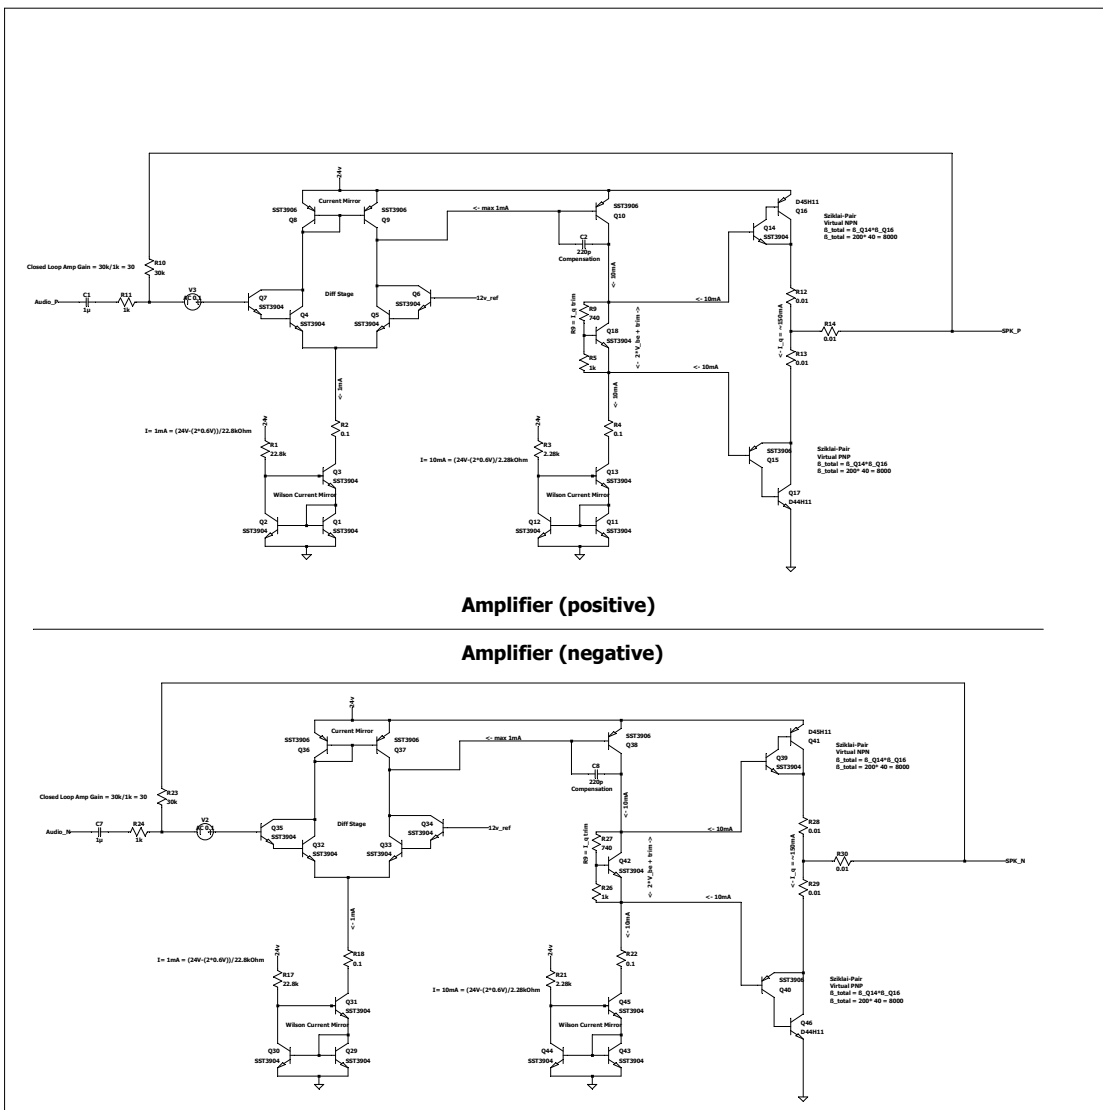 24v
Current Mirror
SST3906
Q8
SST3906
Q9
<- max 1mA
SST3906
Q10
C2
220p
Compensation
D45H11
Q16
Q14
SST3904
Sziklai-Pair
Virtual NPN
ß_total = ß_Q14*ß_Q16
ß_total = 200* 40 = 8000
Closed Loop Amp Gain = 30k/1k = 30
R10
30k
Audio_P
C1
1µ
R11
1k
V3
AC 0.1
Q7
SST3904
Q4
SST3904
Diff Stage
Q6
SST3904
Q5
SST3904
12v_ref
<- 10mA
R9 = I_q trim
R9
740
Q18
SST3904
R5
1k
<- 2*V_be + trim ->
<- 10mA
<- 10mA
R12
0.01
<- I_q = ~150mA
R14
0.01
R13
0.01
SPK_P
<- 1mA
<- 10mA
I= 1mA = (24V-(2*0.6V))/22.8kOhm
24v
R1
22.8k
R2
0.1
Q3
SST3904
Wilson Current Mirror
Q2
SST3904
Q1
SST3904
I= 10mA = (24V-(2*0.6V)/2.28kOhm
24v
R3
2.28k
R4
0.1
Q13
SST3904
Wilson Current Mirror
Q12
SST3904
Q11
SST3904
SST3906
Q15
Sziklai-Pair
Virtual PNP
ß_total = ß_Q14*ß_Q16
ß_total = 200* 40 = 8000
Q17
D44H11
Amplifier (positive)
Amplifier (negative)
24v
Current Mirror
SST3906
Q36
SST3906
Q37
<- max 1mA
SST3906
Q38
C8
220p
Compensation
D45H11
Q41
Q39
SST3904
Sziklai-Pair
Virtual NPN
ß_total = ß_Q14*ß_Q16
ß_total = 200* 40 = 8000
Closed Loop Amp Gain = 30k/1k = 30
R23
30k
Audio_N
C7
1µ
R24
1k
V2
AC 0.1
Q35
SST3904
Q32
SST3904
Diff Stage
Q34
SST3904
Q33
SST3904
12v_ref
<- 10mA
R9 = I_q trim
R27
740
Q42
SST3904
R26
1k
<- 2*V_be + trim ->
<- 10mA
<- 10mA
R28
0.01
<- I_q = ~150mA
R30
0.01
R29
0.01
SPK_N
<- 1mA
<- 10mA
I= 1mA = (24V-(2*0.6V))/22.8kOhm
24v
R17
22.8k
R18
0.1
Q31
SST3904
Wilson Current Mirror
Q30
SST3904
Q29
SST3904
I= 10mA = (24V-(2*0.6V)/2.28kOhm
24v
R21
2.28k
R22
0.1
Q45
SST3904
Wilson Current Mirror
Q44
SST3904
Q43
SST3904
SST3906
Q40
Sziklai-Pair
Virtual PNP
ß_total = ß_Q14*ß_Q16
ß_total = 200* 40 = 8000
Q46
D44H11